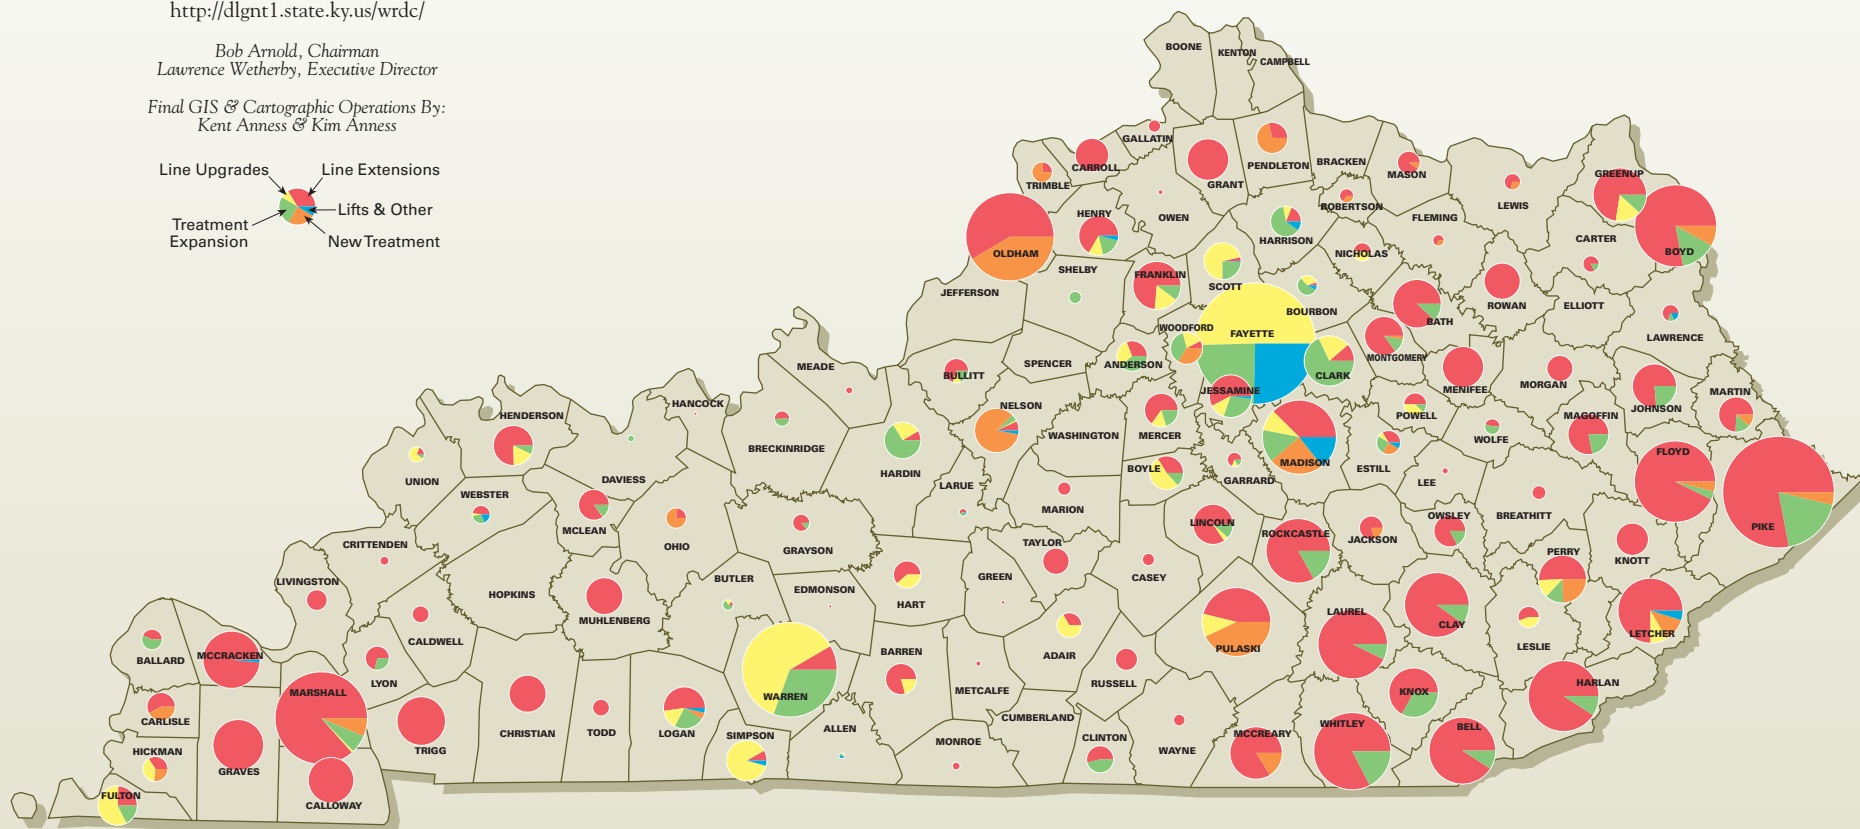 http://dlgnt1.state.ky.us/wrdc/
Bob Arnold, Chairman
Lawrence Wetherby, Executive Director
Final GIS & Cartographic Operations By:
Kent Anness & Kim Anness
Line Upgrades
Line Extensions
Lifts & Other
Treatment
Expansion
New Treatment
BOONE
KENTON
CAMPBELL
GALLATIN
CARROLL
TRIMBLE
GRANT
PENDLETON
BRACKEN
MASON
ROBERTSON
LEWIS
GREENUP
HENRY
OWEN
HARRISON
FLEMING
CARTER
BOYD
OLDHAM
SHELBY
FRANKLIN
SCOTT
NICHOLAS
JEFFERSON
BOURBON
BATH
ROWAN
ELLIOTT
LAWRENCE
WOODFORD
FAYETTE
MONTGOMERY
MEADE
BULLITT
SPENCER
ANDERSON
CLARK
MENIFEE
MORGAN
JOHNSON
MARTIN
JESSAMINE
HANCOCK
HENDERSON
NELSON
WASHINGTON
MERCER
POWELL
WOLFE
MAGOFFIN
BRECKINRIDGE
HARDIN
MADISON
ESTILL
FLOYD
UNION
WEBSTER
DAVIESS
LARUE
BOYLE
GARRARD
LEE
MCLEAN
MARION
LINCOLN
ROCKCASTLE
JACKSON
OWSLEY
BREATHITT
PIKE
CRITTENDEN
OHIO
GRAYSON
TAYLOR
CASEY
PERRY
KNOTT
LIVINGSTON
HOPKINS
MUHLENBERG
BUTLER
EDMONSON
HART
GREEN
LAUREL
CLAY
LESLIE
LETCHER
CALDWELL
BALLARD
MCCRACKEN
LYON
BARREN
ADAIR
PULASKI
RUSSELL
METCALFE
MARSHALL
WARREN
KNOX
HARLAN
CARLISLE
TRIGG
CHRISTIAN
TODD
LOGAN
SIMPSON
ALLEN
CUMBERLAND
MONROE
CLINTON
WAYNE
MCCREARY
WHITLEY
BELL
HICKMAN
GRAVES
FULTON
CALLOWAY